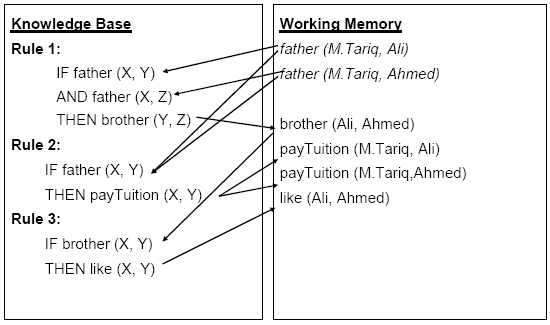 Knowledge Base
Rule 1:
IF father (X, Y)
AND father (X, Z)
THEN brother (Y, Z)
Rule 2:
IF father (X, Y)
THEN payTuition (X, Y)
Rule 3:
IF brother (X, Y)
THEN like (X, Y)
Working Memory
father (M.Tariq, Ali)
father (M.Tariq, Ahmed)
brother (Ali, Ahmed)
payTuition (M.Tariq, Ali)
payTuition (M.Tariq,Ahmed)
like (Ali, Ahmed)